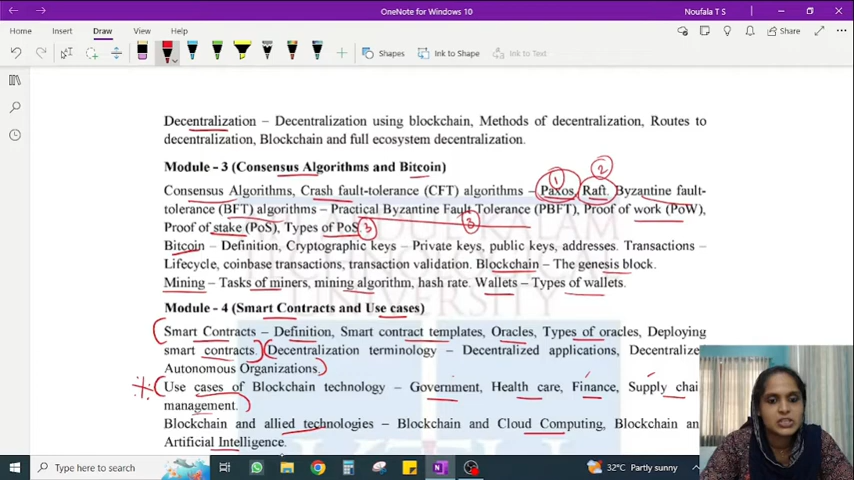 OneNote for Windows 10
Noufala T S
Home Insert Draw View Help
Share
Shapes Ink to Shape Ink to Text
Decentralization – Decentralization using blockchain, Methods of decentralization, Routes to
decentralization, Blockchain and full ecosystem decentralization.
Module - 3 (Consensus Algorithms and Bitcoin)
1 2
Consensus Algorithms, Crash fault-tolerance (CFT) algorithms – Paxos, Raft. Byzantine fault-
tolerance (BFT) algorithms – Practical Byzantine Fault Tolerance (PBFT), Proof of work (PoW),
3
Proof of stake (PoS), Types of PoS. 3
Bitcoin – Definition, Cryptographic keys – Private keys, public keys, addresses. Transactions –
Lifecycle, coinbase transactions, transaction validation. Blockchain – The genesis block.
Mining – Tasks of miners, mining algorithm, hash rate. Wallets – Types of wallets.
Module - 4 (Smart Contracts and Use cases)
Smart Contracts – Definition, Smart contract templates, Oracles, Types of oracles, Deploying
smart contracts. Decentralization terminology – Decentralized applications, Decentralize
Autonomous Organizations.
Use cases of Blockchain technology – Government, Health care, Finance, Supply chai
management.
Blockchain and allied technologies – Blockchain and Cloud Computing, Blockchain an
Artificial Intelligence.
Type here to search
32°C Partly sunny